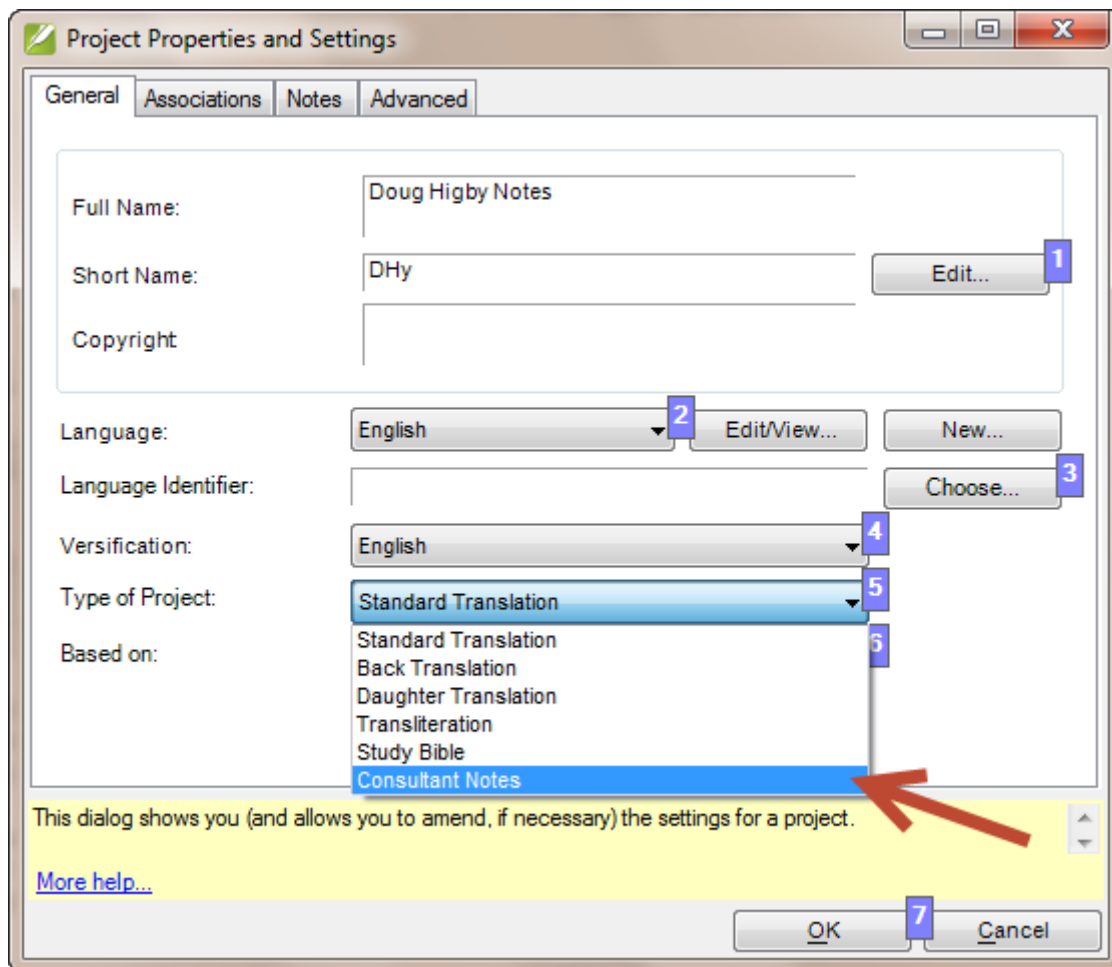 Project Properties and Settings
General Associations Notes Advanced
Full Name: Doug Higby Notes
Short Name: DHy Edit... 1
Copyright
Language: English 2 Edit/View... New...
Language Identifier: Choose... 3
Versification: English 4
Type of Project: Standard Translation 5
Standard Translation
Based on: 6
Back Translation
Daughter Translation
Transliteration
Study Bible
Consultant Notes
This dialog shows you (and allows you to amend, if necessary) the settings for a project.
More help...
OK 7 Cancel